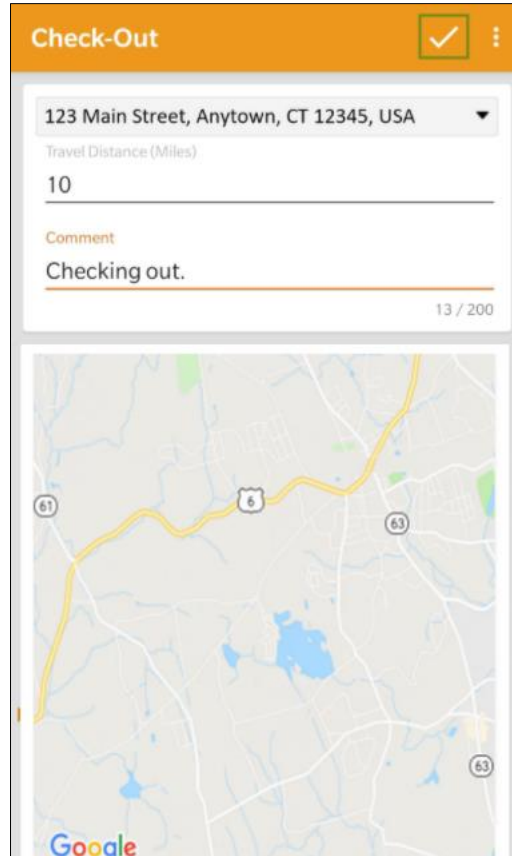 Check-Out
123 Main Street, Anytown, CT 12345, USA
Travel Distance (Miles)
10
Comment
Checking out.
13 / 200
6
61
63
63
Google